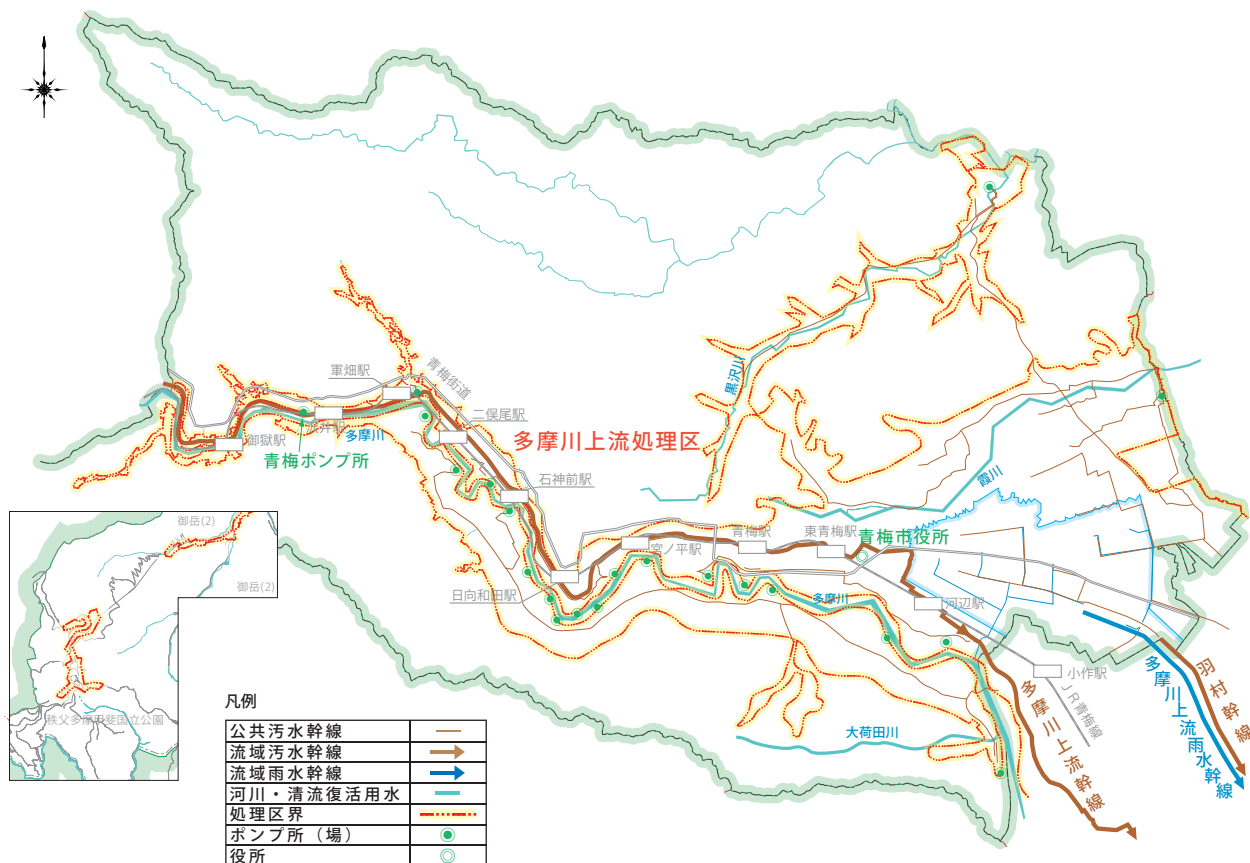 軍畑駅
青梅街道
二俣尾駅
御獄駅
多摩川
青梅ポンプ所
多摩川上流処理区
石神前駅
黒沢川
霞川
御岳(2)
御岳(2)
秩父多摩甲斐国立公園
日向和田駅
宮ノ平駅
青梅駅
東青梅駅
青梅市役所
多摩川
河辺駅
小作駅
JR青梅線
大荷田川
多摩川上流幹線
多摩川上流雨水幹線
羽村幹線
凡例
公共汚水幹線
流域汚水幹線
流域雨水幹線
河川・清流復活用水
処理区界
ポンプ所（場）
役所